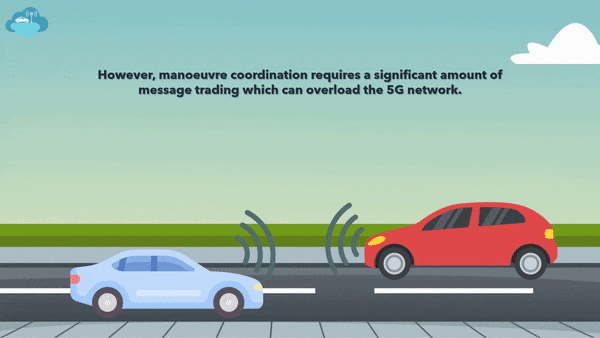 However, manoeuvre coordination requires a significant amount of
message trading which can overload the 5G network.